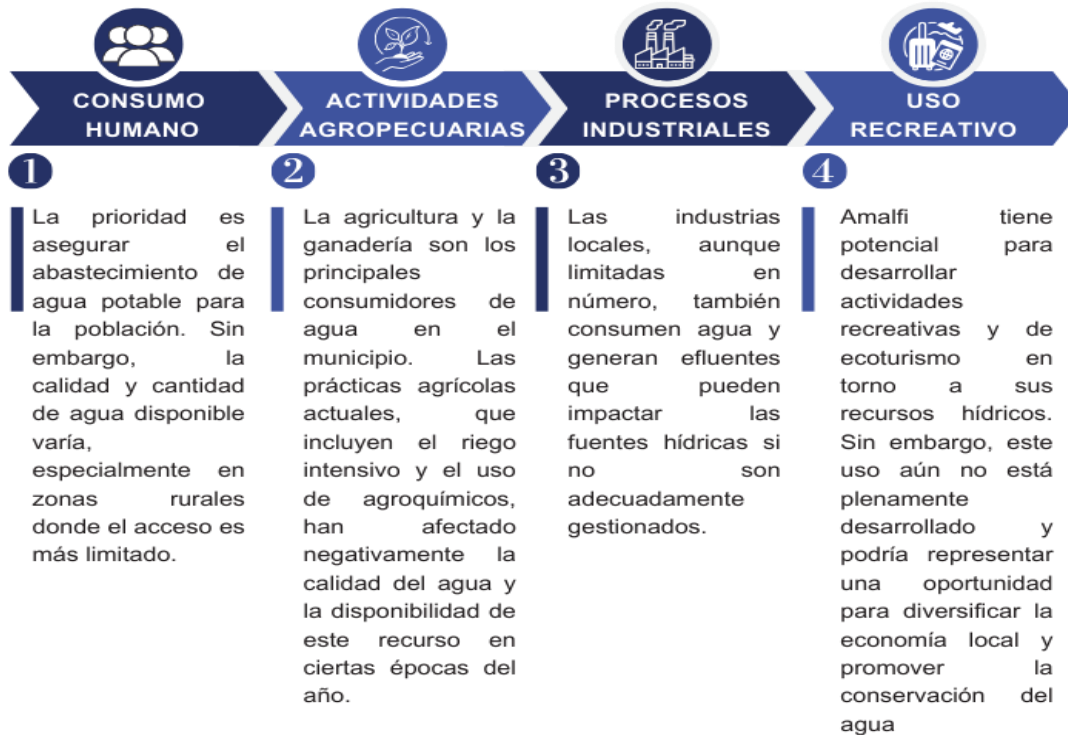 CONSUMO
HUMANO
ACTIVIDADES
AGROPECUARIAS
PROCESOS
INDUSTRIALES
USO
RECREATIVO
1
La prioridad es
asegurar el
abastecimiento de
agua potable para
la población. Sin
embargo, la
calidad y cantidad
de agua disponible
varía,
especialmente en
zonas rurales
donde el acceso es
más limitado.
2
La agricultura y la
ganadería son los
principales
consumidores de
agua en el
municipio. Las
prácticas agrícolas
actuales, que
incluyen el riego
intensivo y el uso
de agroquímicos,
han afectado
negativamente la
calidad del agua y
la disponibilidad de
este recurso en
ciertas épocas del
año.
3
Las industrias
locales, aunque
limitadas en
número, también
consumen agua y
generan efluentes
que pueden
impactar las
fuentes hídricas si
no son
adecuadamente
gestionados.
4
Amalfi tiene
potencial para
desarrollar
actividades
recreativas y de
ecoturismo en
torno a sus
recursos hídricos.
Sin embargo, este
uso aún no está
plenamente
desarrollado y
podría representar
una oportunidad
para diversificar la
economía local y
promover la
conservación del
agua